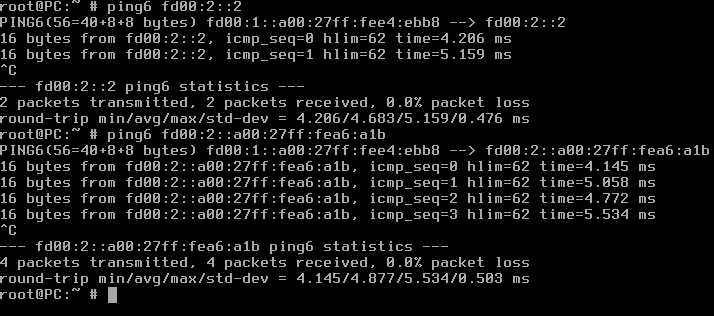 root@PC:~ # ping6 fd00:2::2
PING6(56=40+8+8 bytes) fd00:1::a00:27ff:fee4:ebb8 --> fd00:2::2
16 bytes from fd00:2::2, icmp_seq=0 hlim=62 time=4.206 ms
16 bytes from fd00:2::2, icmp_seq=1 hlim=62 time=5.159 ms
^C
--- fd00:2::2 ping6 statistics ---
2 packets transmitted, 2 packets received, 0.0% packet loss
round-trip min/avg/max/std-dev = 4.206/4.683/5.159/0.476 ms
root@PC:~ # ping6 fd00:2::a00:27ff:fea6:a1b
PING6(56=40+8+8 bytes) fd00:1::a00:27ff:fee4:ebb8 --> fd00:2::a00:27ff:fea6:a1b
16 bytes from fd00:2::a00:27ff:fea6:a1b, icmp_seq=0 hlim=62 time=4.145 ms
16 bytes from fd00:2::a00:27ff:fea6:a1b, icmp_seq=1 hlim=62 time=5.058 ms
16 bytes from fd00:2::a00:27ff:fea6:a1b, icmp_seq=2 hlim=62 time=4.772 ms
16 bytes from fd00:2::a00:27ff:fea6:a1b, icmp_seq=3 hlim=62 time=5.534 ms
^C
--- fd00:2::a00:27ff:fea6:a1b ping6 statistics ---
4 packets transmitted, 4 packets received, 0.0% packet loss
round-trip min/avg/max/std-dev = 4.145/4.877/5.534/0.503 ms
root@PC:~ #